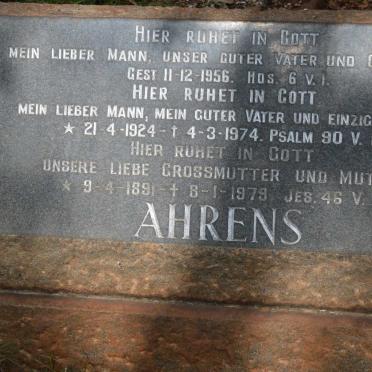 HIER RUHET IN GOTT
MEIN LIEBER MANN, UNSER GUTER VATER UND
GEST 11-12-1956. HOS. 6 V. 1.
HIER RUHET IN GOTT
MEIN LIEBER MANN, MEIN GUTER VATER UND EINZIG
★ 21-4-1924-† 4-3-1974. PSALM 90 V.
HIER RUHET IN GOTT
UNSERE LIEBE GROSSMUTTER UND MUT
★ 9-4-1891-† 8-1-1979 JES. 46 V.
AHRENS